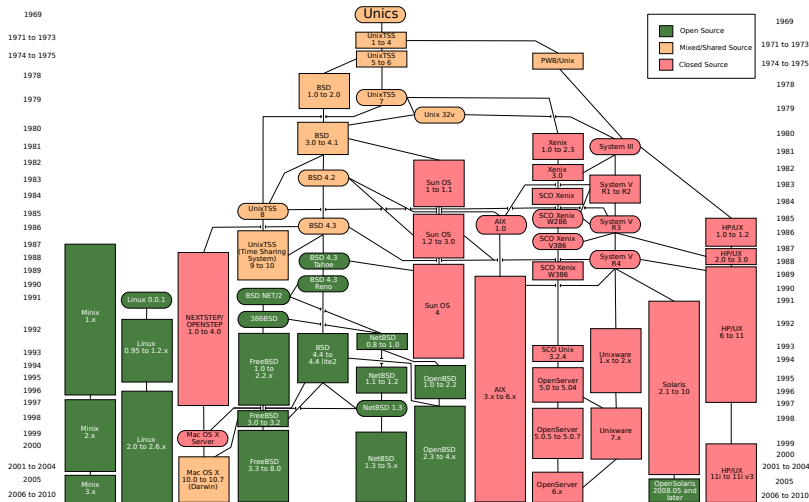 Unics
1969
1969
Open Source
Mixed/Shared Source
Closed Source
1971 to 1973
UnixTSS
1 to 4
1971 to 1973
1974 to 1975
UnixTSS
5 to 6
PWB/Unix
1974 to 1975
1978
BSD
1.0 to 2.0
1978
1979
UnixTSS
7
Unix 32v
1979
1980
BSD
3.0 to 4.1
1980
1981
Xenix
1.0 to 2.3
System III
1981
1982
Sun OS
1 to 1.1
Xenix
3.0
1982
1983
BSD 4.2
System V
R1 to R2
1983
1984
SCO Xenix
1984
1985
UnixTSS
8
AIX
1.0
SCO Xenix
W286
System V
R3
1985
1986
BSD 4.3
Sun OS
1.2 to 3.0
HP/UX
1.0 to 1.2
1986
1987
UnixTSS
(Time Sharing
System)
9 to 10
SCO Xenix
V386
1987
1988
BSD 4.3
Tahoe
System V
R4
HP/UX
2.0 to 3.0
1988
1989
SCO Xenix
W386
1989
1990
BSD 4.3
Reno
1990
1991
Minix
1.x
Linux 0.0.1
NEXTSTEP/
OPENSTEP
1.0 to 4.0
BSD NET/2
Sun OS
4
1991
1992
386BSD
HP/UX
6 to 11
1992
Linux
0.95 to 1.2.x
NetBSD
0.8 to 1.0
1993
BSD
4.4 to
4.4 lite2
SCO Unix
3.2.4
Unixware
1.x to 2.x
1993
1994
FreeBSD
1.0 to
2.2.x
1994
1995
NetBSD
1.1 to 1.2
OpenBSD
1.0 to 2.2
OpenServer
5.0 to 5.04
Solaris
2.1 to 10
1995
1996
AIX
3.x to 6.x
1996
1997
NetBSD 1.3
1997
1998
Minix
2.x
Linux
2.0 to 2.6.x
FreeBSD
3.0 to 3.2
OpenServer
5.0.5 to 5.0.7
Unixware
7.x
1998
1999
Mac OS X
Server
1999
2000
2000
2001 to 2004
Mac OS X
10.0 to 10.7
(Darwin)
FreeBSD
3.3 to 8.0
NetBSD
1.3 to 5.x
OpenBSD
2.3 to 4.x
HP/UX
11i to 11i v3
2001 to 2004
2005
Minix
3.x
OpenServer
6.x
OpenSolaris
2008.05 and
later
2005
2006 to 2010
2006 to 2010